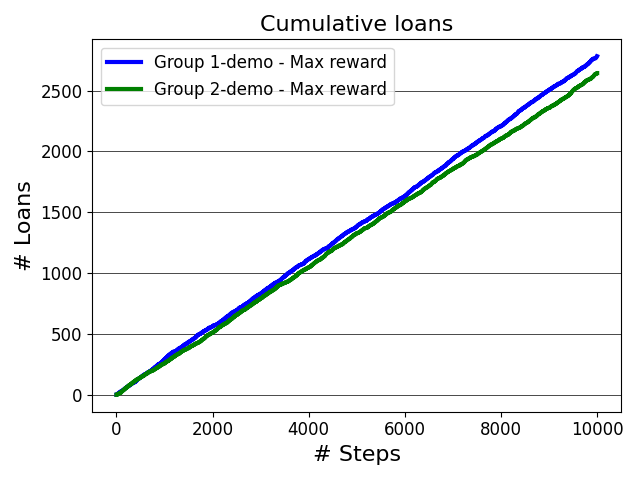 Cumulative loans
Group 1-demo - Max reward
Group 2-demo - Max reward
2500
2000
1500
1000
500
0
# Loans
0 2000 4000 6000 8000 10000
# Steps